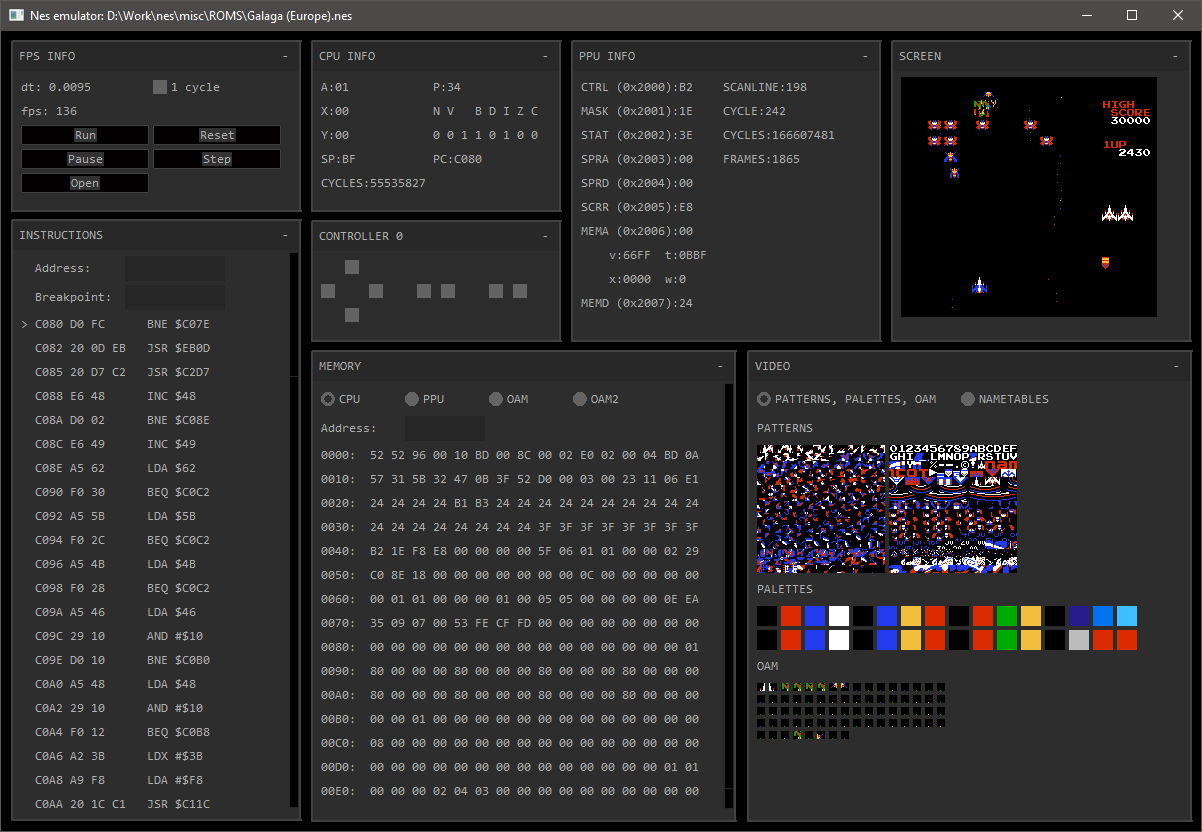 Nes emulator: D:\Work\nes\misc\ROMS\Galaga (Europe).nes
FPS INFO -
dt: 0.0095 1 cycle
fps: 136
Run Reset
Pause Step
Open
CPU INFO -
A:01 P:34
X:00 N V B D I Z C
Y:00 0 0 1 1 0 1 0 0
SP:BF PC:C080
CYCLES:55535827
PPU INFO -
CTRL (0x2000):B2 SCANLINE:198
MASK (0x2001):1E CYCLE:242
STAT (0x2002):3E CYCLES:166607481
SPRA (0x2003):00 FRAMES:1865
SPRD (0x2004):00
SCRR (0x2005):E8
MEMA (0x2006):00
v:66FF t:0BBF
x:0000 w:0
MEMD (0x2007):24
SCREEN -
HIGH
SCORE
30000
1UP
2430
INSTRUCTIONS -
Address:
Breakpoint:
> C080 D0 FC BNE $C07E
C082 20 0D EB JSR $EB0D
C085 20 D7 C2 JSR $C2D7
C088 E6 48 INC $48
C08A D0 02 BNE $C08E
C08C E6 49 INC $49
C08E A5 62 LDA $62
C090 F0 30 BEQ $C0C2
C092 A5 5B LDA $5B
C094 F0 2C BEQ $C0C2
C096 A5 4B LDA $4B
C098 F0 28 BEQ $C0C2
C09A A5 46 LDA $46
C09C 29 10 AND #$10
C09E D0 10 BNE $C0B0
C0A0 A5 48 LDA $48
C0A2 29 10 AND #$10
C0A4 F0 12 BEQ $C0B8
C0A6 A2 3B LDX #$3B
C0A8 A9 F8 LDA #$F8
C0AA 20 1C C1 JSR $C11C
CONTROLLER 0 -
MEMORY -
CPU PPU OAM OAM2
Address:
0000: 52 52 96 00 10 BD 00 8C 00 02 E0 02 00 04 BD 0A
0010: 57 31 5B 32 47 0B 3F 52 D0 00 03 00 23 11 06 E1
0020: 24 24 24 24 B1 B3 24 24 24 24 24 24 24 24 24 24
0030: 24 24 24 24 24 24 24 24 3F 3F 3F 3F 3F 3F 3F 3F
0040: B2 1E F8 E8 00 00 00 00 5F 06 01 01 00 00 02 29
0050: C0 8E 18 00 00 00 00 00 00 00 0C 00 00 00 00 00
0060: 00 01 01 00 00 00 01 00 05 05 00 00 00 00 0E EA
0070: 35 09 07 00 53 FE CF FD 00 00 00 00 00 00 00 00
0080: 00 00 00 00 00 00 00 00 00 00 00 00 00 00 00 01
0090: 80 00 00 00 80 00 00 00 80 00 00 00 80 00 00 00
00A0: 80 00 00 00 80 00 00 00 80 00 00 00 80 00 00 00
00B0: 00 00 01 00 00 00 00 00 00 00 00 00 00 00 00 00
00C0: 08 00 00 00 00 00 00 00 00 00 00 00 00 00 00 00
00D0: 00 00 00 00 00 00 00 00 00 00 00 00 00 00 01 01
00E0: 00 00 00 02 04 03 00 00 00 00 00 00 00 00 00 00
VIDEO -
PATTERNS, PALETTES, OAM NAMETABLES
PATTERNS
0123456789ABCDEF
PALETTES
OAM